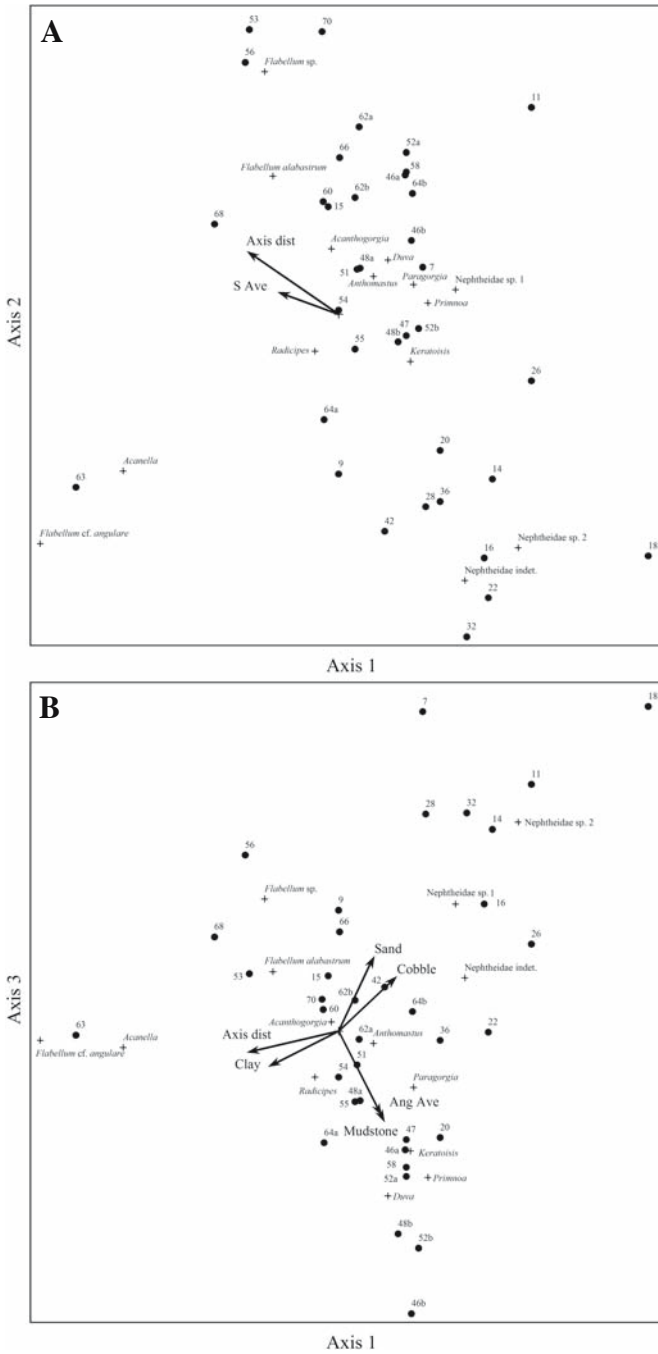 A
53
70
56
Flabellum sp.
11
62a
52a
66
58
46a
Flabellum alabastrum
64b
62b
60
15
68
46b
Acanthogorgia
Axis dist
Duva
48a
51
7
Anthomastus
Paragorgia
Nephtheidae sp. 1
S Ave
Primnoa
54
47
52b
48b
55
Radicipes
Keratoisis
26
64a
20
Acanella
9
14
63
36
28
42
Flabellum cf. angulare
Nephtheidae sp. 2
16
18
Nephtheidae indet.
22
32
Axis 2
Axis 1
B
7
18
11
28
32
14
Nephtheidae sp. 2
56
Flabellum sp.
Nephtheidae sp. 1
9
16
66
68
Sand
26
Flabellum alabastrum
Cobble
53
15
42
Nephtheidae indet.
70
62b
60
64b
Acanthogorgia
63
Axis dist
62a
Anthomastus
36
22
Acanella
Flabellum cf. angulare
Clay
51
54
Radicipes
Paragorgia
48a
55
Ang Ave
Mudstone
64a
47
20
46a
Keratoisis
58
52a
Primnoa
Duva
48b
52b
46b
Axis 3
Axis 1